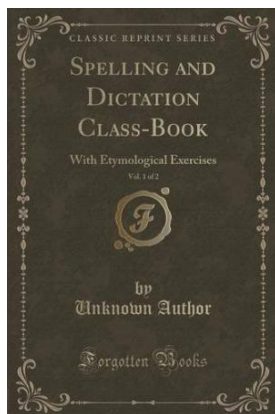 CLASSIC REPRINT SERIES
SPELLING AND
DICTATION
CLASS-BOOK
With Etymological Exercises
Vol. 1 of 2
F
by
Unknown Author
Forgotten Books